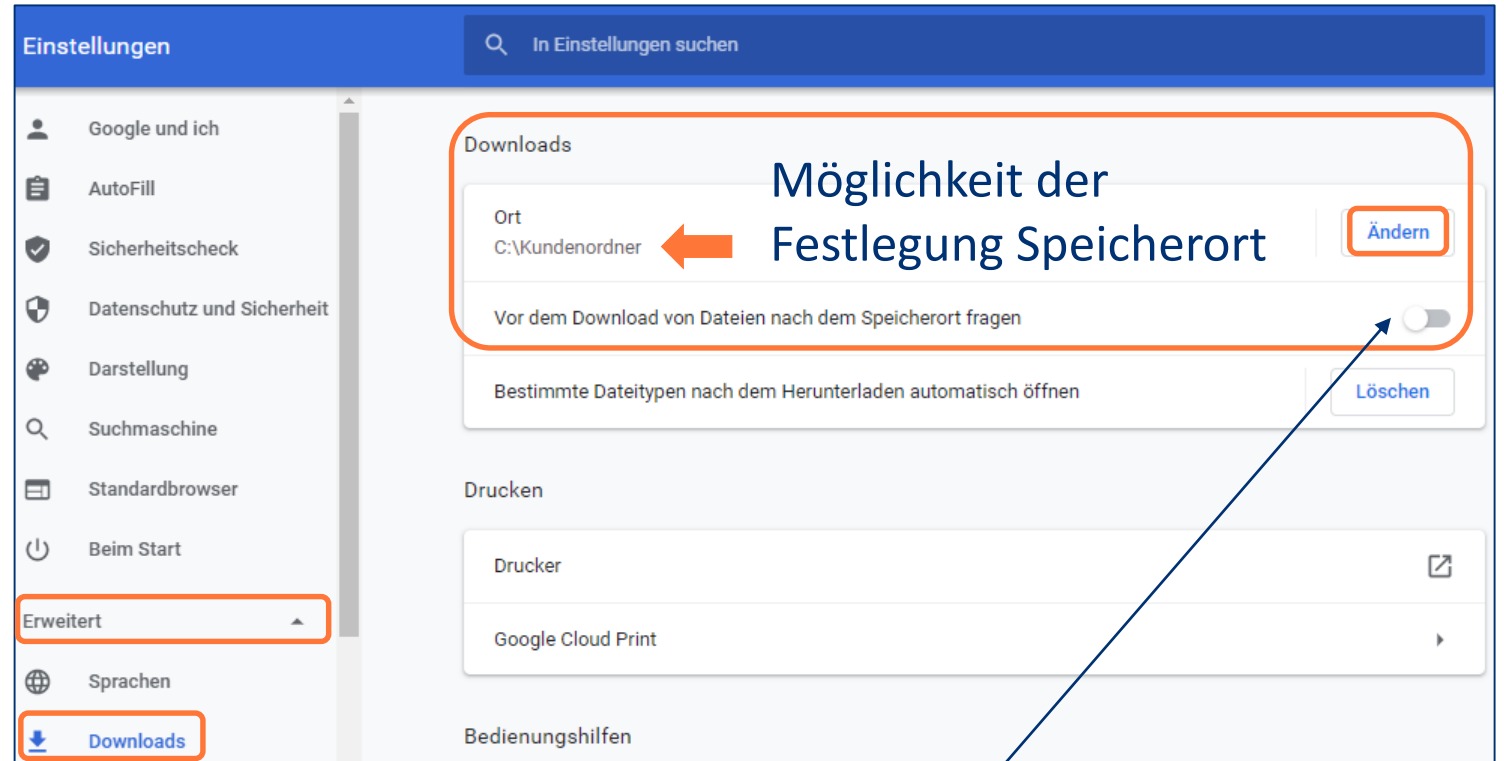 Einstellungen
In Einstellungen suchen
Google und ich
AutoFill
Sicherheitscheck
Datenschutz und Sicherheit
Darstellung
Suchmaschine
Standardbrowser
Beim Start
Erweitert
Sprachen
Downloads
Downloads
Ort
C:\Kundenordner
Möglichkeit der
Festlegung Speicherort
Ändern
Vor dem Download von Dateien nach dem Speicherort fragen
Bestimmte Dateitypen nach dem Herunterladen automatisch öffnen
Löschen
Drucken
Drucker
Google Cloud Print
Bedienungshilfen